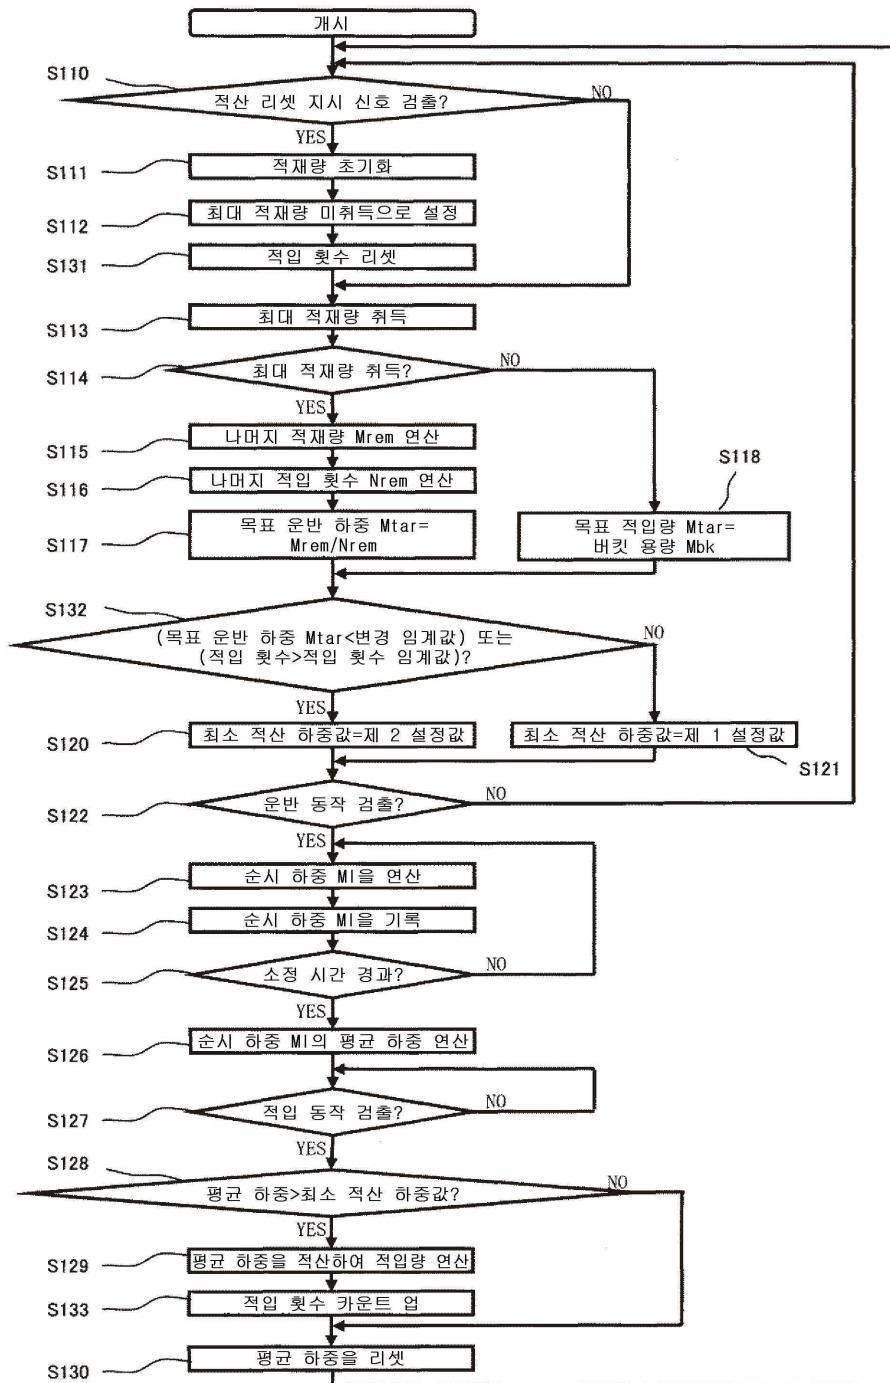 개시
S110
적산 리셋 지시 신호 검출?
NO
YES
S111
적재량 초기화
S112
최대 적재량 미취득으로 설정
S131
적입 횟수 리셋
S113
최대 적재량 취득
S114
최대 적재량 취득?
NO
YES
S115
나머지 적재량 Mrem 연산
S116
나머지 적입 횟수 Nrem 연산
S118
S117
목표 운반 하중 Mtar=
Mrem/Nrem
목표 적입량 Mtar=
버킷 용량 Mbk
S132
(목표 운반 하중 Mtar<변경 임계값) 또는
(적입 횟수>적입 횟수 임계값)?
NO
YES
S120
최소 적산 하중값=제 2 설정값
최소 적산 하중값=제 1 설정값
S121
S122
운반 동작 검출?
NO
YES
S123
순시 하중 MI을 연산
S124
순시 하중 MI을 기록
S125
소정 시간 경과?
NO
YES
S126
순시 하중 MI의 평균 하중 연산
S127
적입 동작 검출?
NO
YES
S128
평균 하중>최소 적산 하중값?
NO
YES
S129
평균 하중을 적산하여 적입량 연산
S133
적입 횟수 카운트 업
S130
평균 하중을 리셋